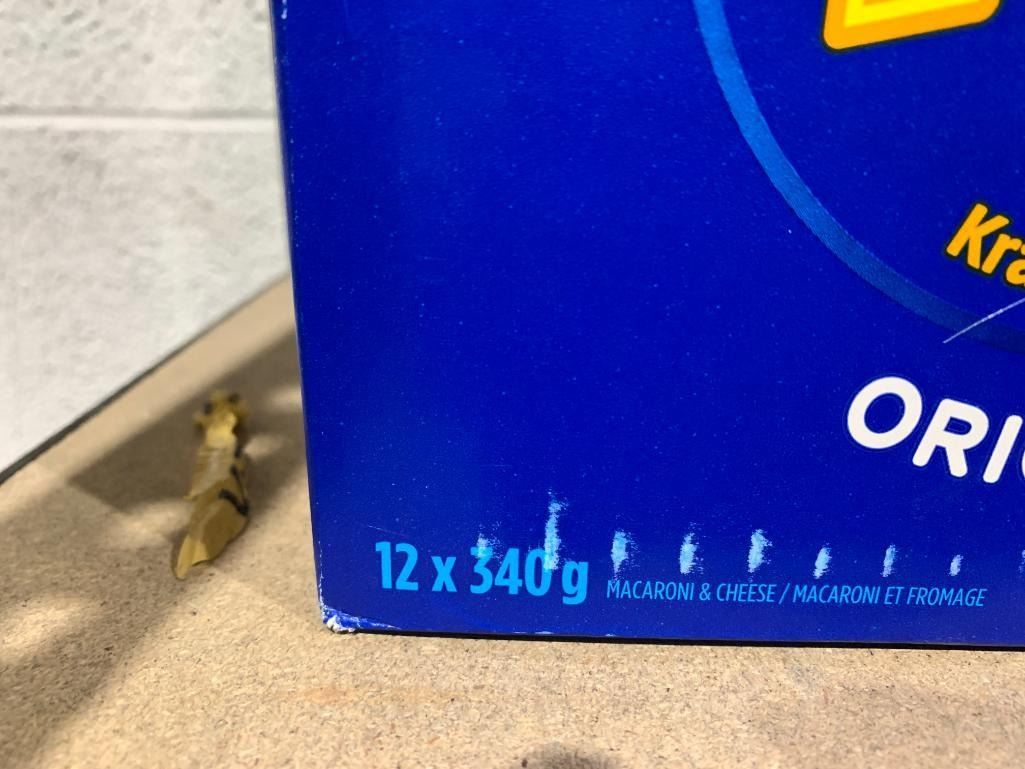 Kra
ORI
12 x 340 g MACARONI & CHEESE / MACARONI ET FROMAGE